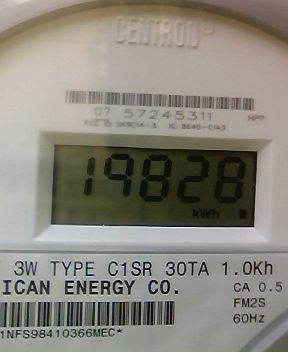 CENTRON®
07 57245311 HPP
19828
kWh
3W TYPE C1SR 30TA 1.0Kh
ICAN ENERGY CO. CA 0.5
FM2S
60Hz
1NFS98410366MEC*